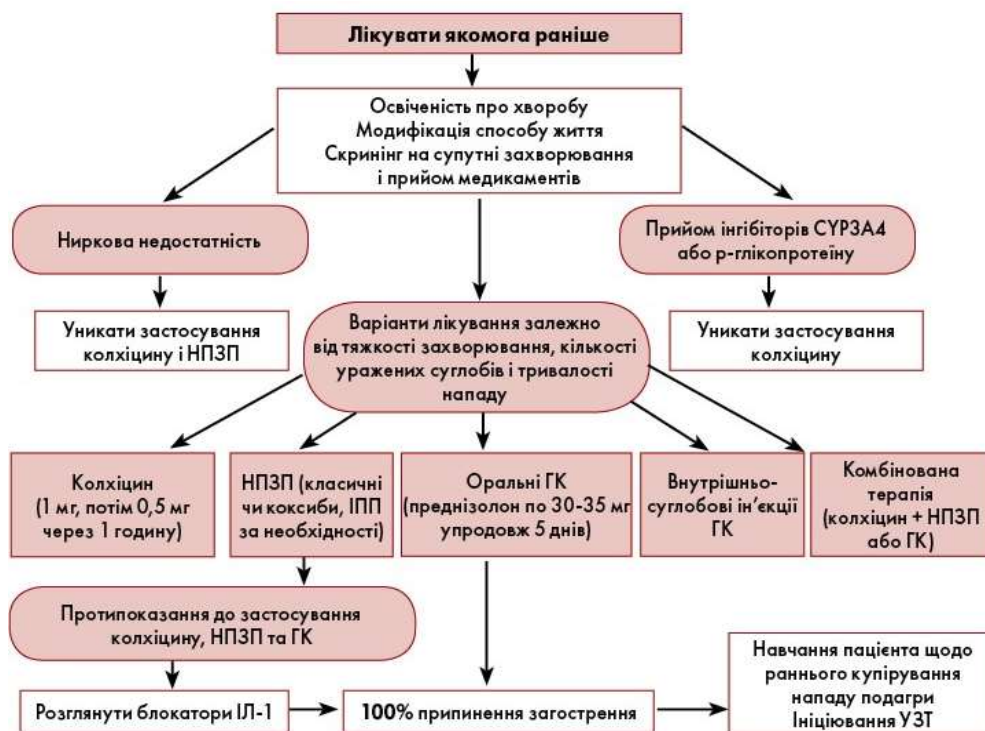 Лікувати якомога раніше
Освіченість про хворобу
Модифікація способу життя
Скринінг на супутні захворювання
і прийом медикаментів
Ниркова недостатність
Прийом інгібіторів CYP3A4
або р-глікопротеїну
Уникати застосування
колхіцину і НПЗП
Варіанти лікування залежно
від тяжкості захворювання, кількості
уражених суглобів і тривалості
нападу
Уникати застосування
колхіцину
Колхіцин
(1 мг, потім 0,5 мг
через 1 годину)
НПЗП (класичні
чи коксиби, ІПП
за необхідності)
Оральні ГК
(преднізолон по 30-35 мг
упродовж 5 днів)
Внутрішньо-
суглобові ін’єкції
ГК
Комбінована
терапія
(колхіцин + НПЗП
або ГК)
Протипоказання до застосування
колхіцину, НПЗП та ГК
Розглянути блокатори ІЛ-1
100% припинення загострення
Навчання пацієнта щодо
раннього купірування
нападу подагри
Ініціювання УЗТ